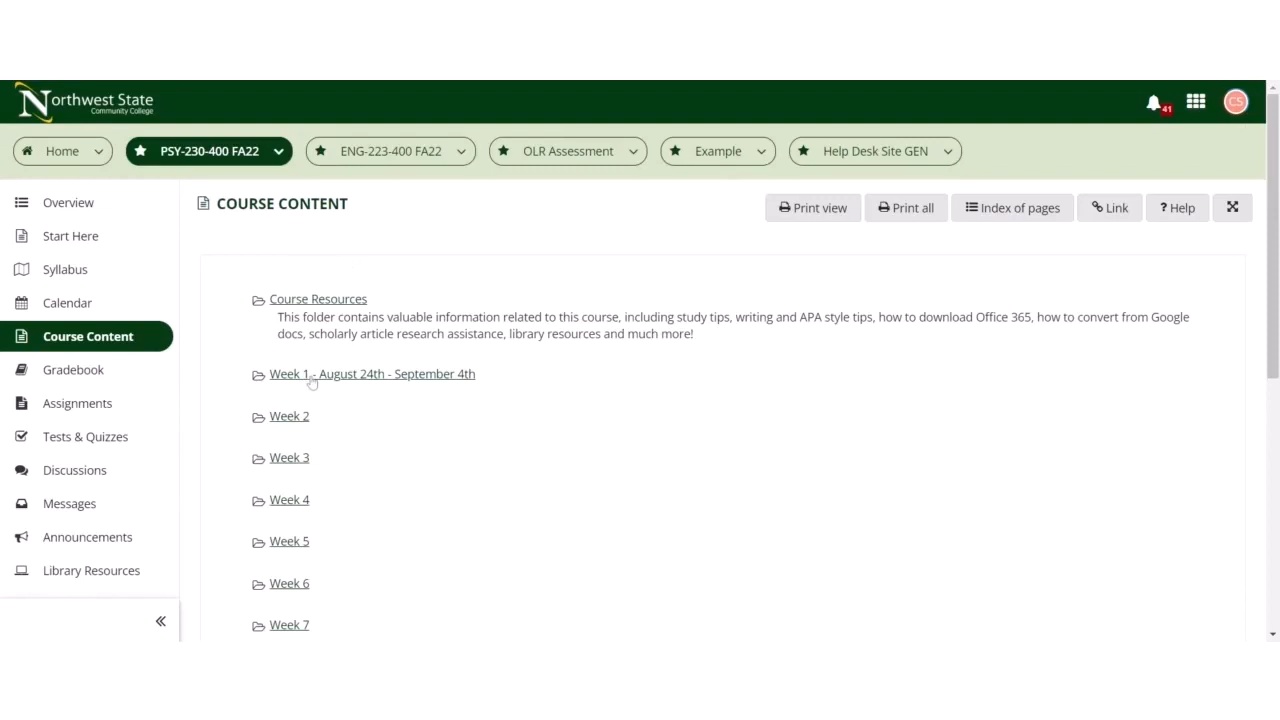 Northwest State
Community College
41
CS
Home
PSY-230-400 FA22
ENG-223-400 FA22
OLR Assessment
Example
Help Desk Site GEN
Overview
Start Here
Syllabus
Calendar
Course Content
Gradebook
Assignments
Tests & Quizzes
Discussions
Messages
Announcements
Library Resources
COURSE CONTENT
Print view
Print all
Index of pages
Link
? Help
Course Resources
This folder contains valuable information related to this course, including study tips, writing and APA style tips, how to download Office 365, how to convert from Google
docs, scholarly article research assistance, library resources and much more!
Week 1 - August 24th - September 4th
Week 2
Week 3
Week 4
Week 5
Week 6
Week 7